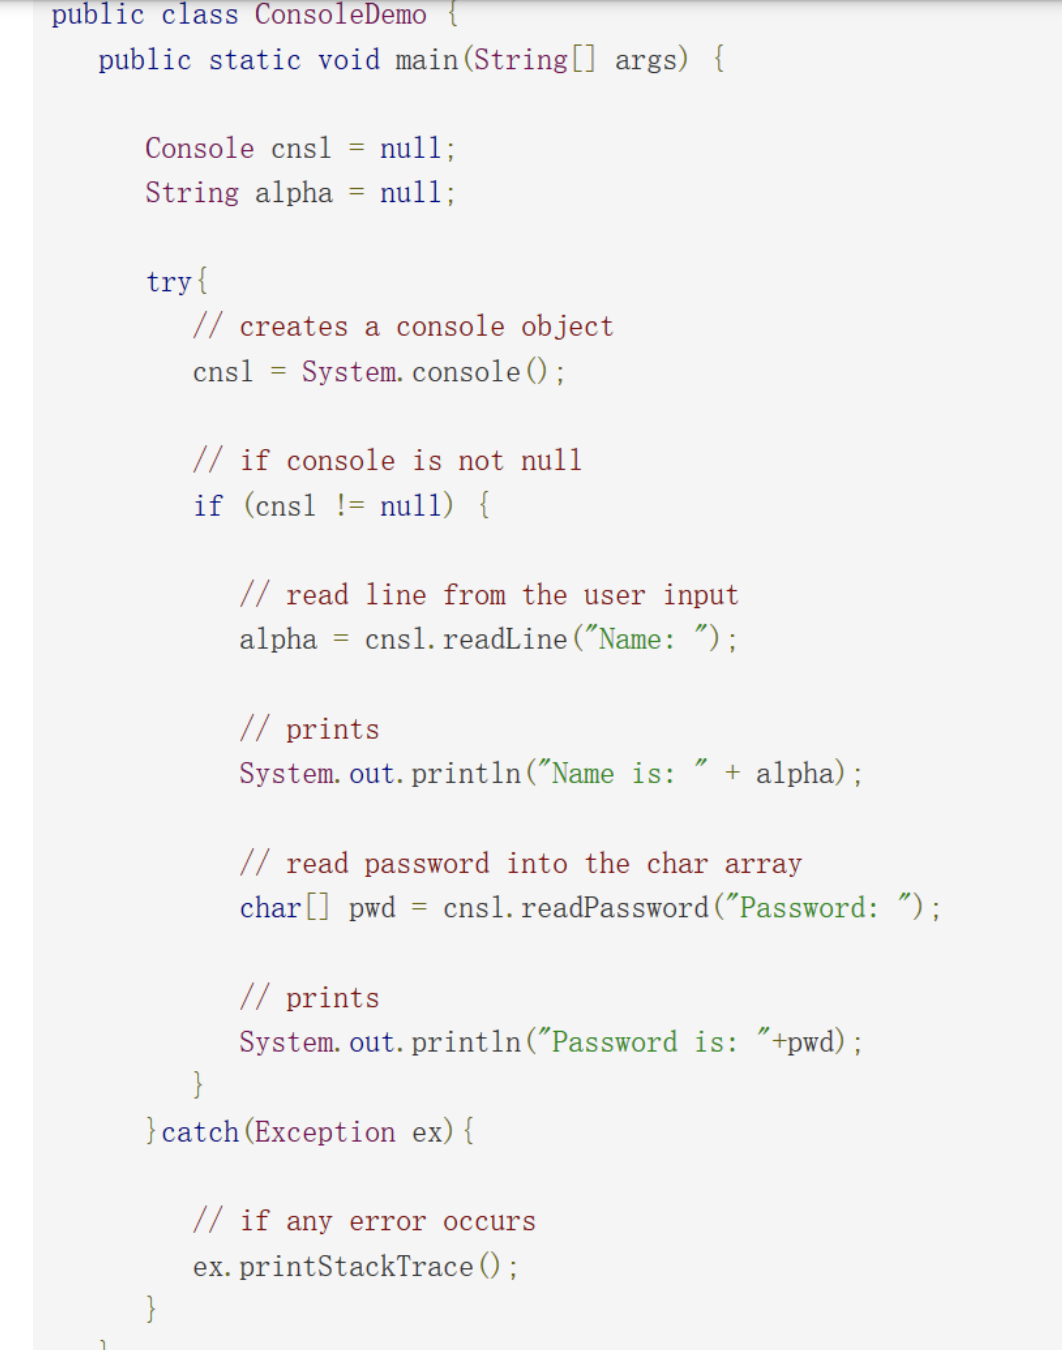 public class ConsoleDemo {
public static void main(String[] args) {
Console cnsl = null;
String alpha = null;
try{
// creates a console object
cnsl = System.console();
// if console is not null
if (cnsl != null) {
// read line from the user input
alpha = cnsl.readLine("Name: ");
// prints
System.out.println("Name is: " + alpha);
// read password into the char array
char[] pwd = cnsl.readPassword("Password: ");
// prints
System.out.println("Password is: "+pwd);
}
}catch(Exception ex){
// if any error occurs
ex.printStackTrace();
}
}